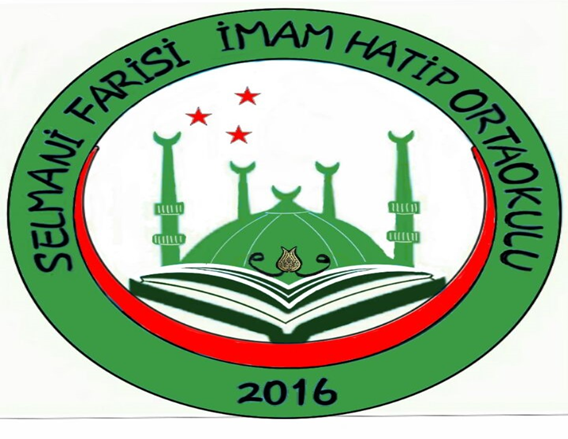 SELMANİ FARİSİ İMAM HATİP ORTAOKULU
2016